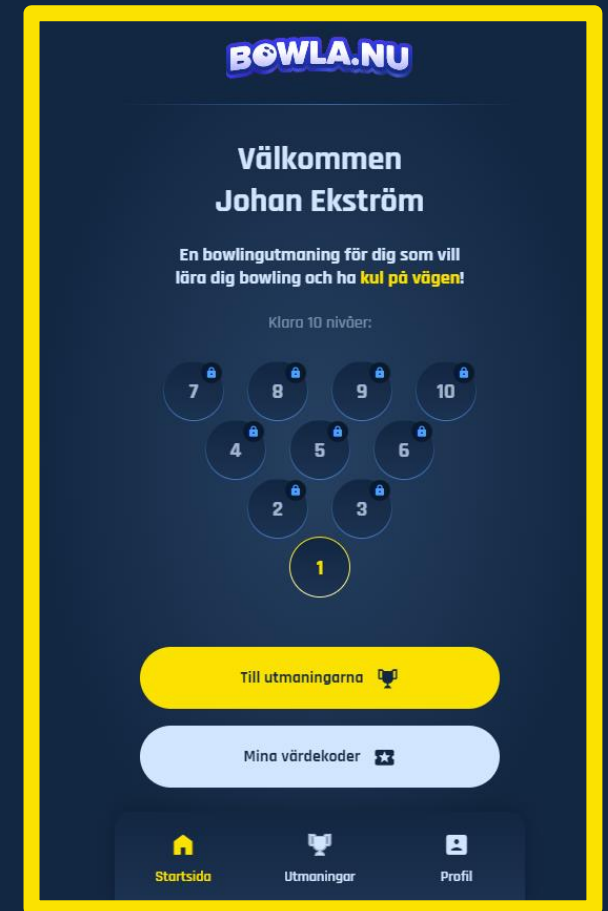 BOWLA.NU
Välkommen
Johan Ekström
En bowlingutmaning för dig som vill
lära dig bowling och ha kul på vägen!
Klara 10 nivåer:
7 8 9 10
4 5 6
2 3
1
Till utmaningarna
Mina värdekoder
Startsida Utmaningar Profil